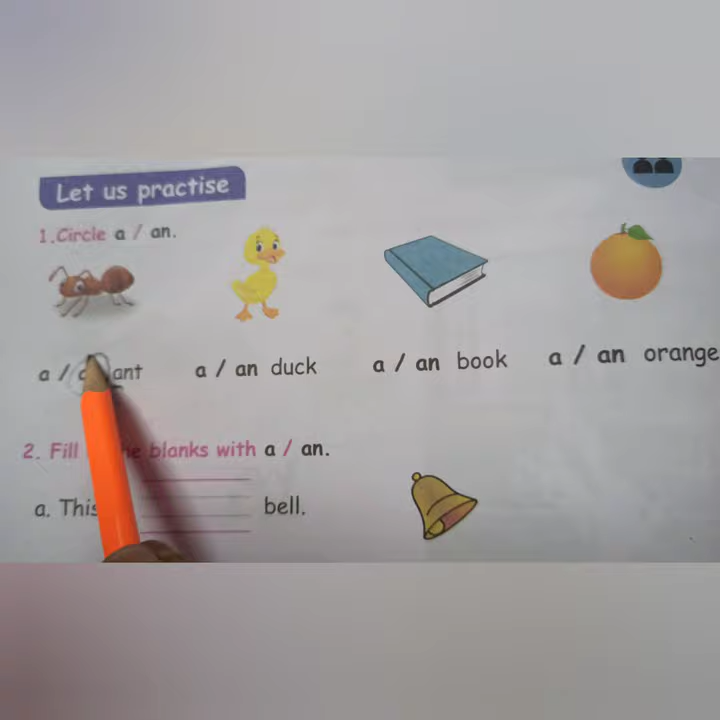 Let us practise
1.Circle a / an.
a / ant a / an duck a / an book a / an orange
2. Fill blanks with a / an.
a. This bell.